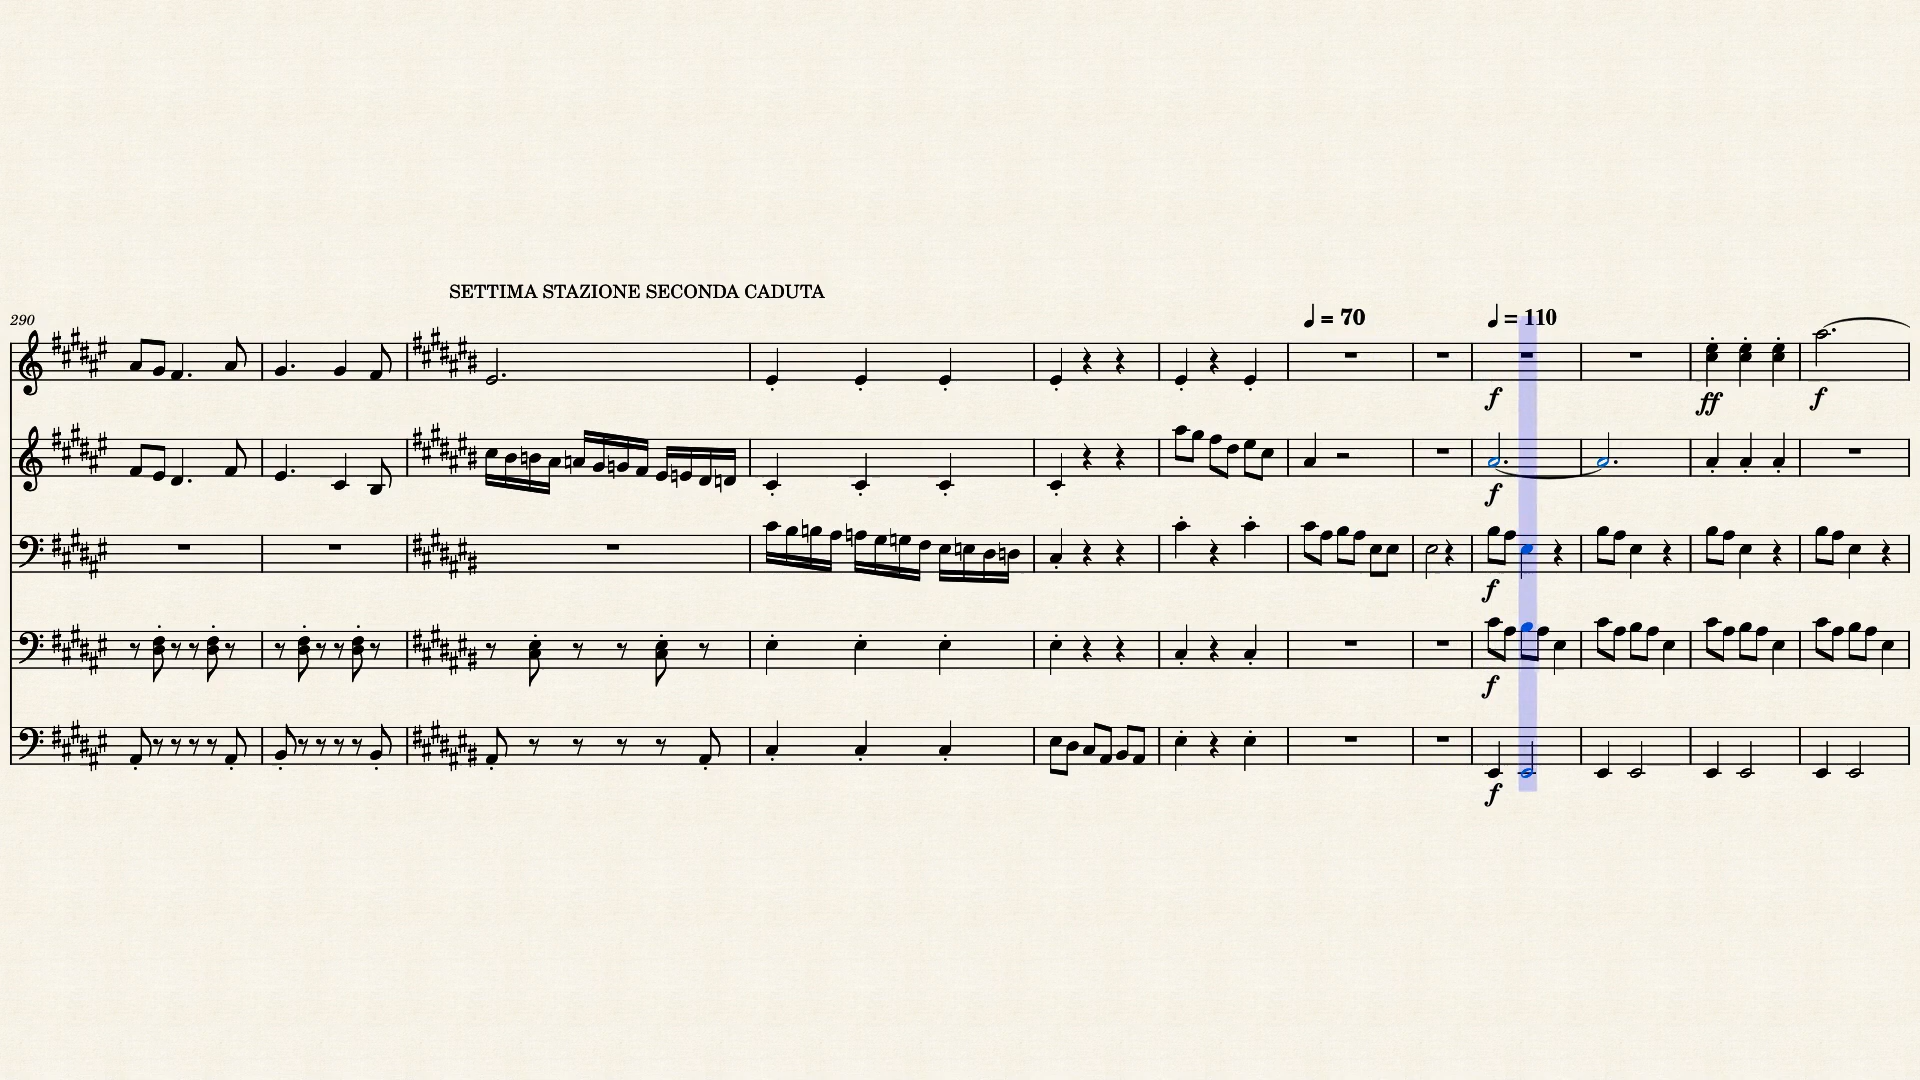 SETTIMA STAZIONE SECONDA CADUTA
290
♩ = 70
♩ = 110
f
ff
f
f
f
f
f